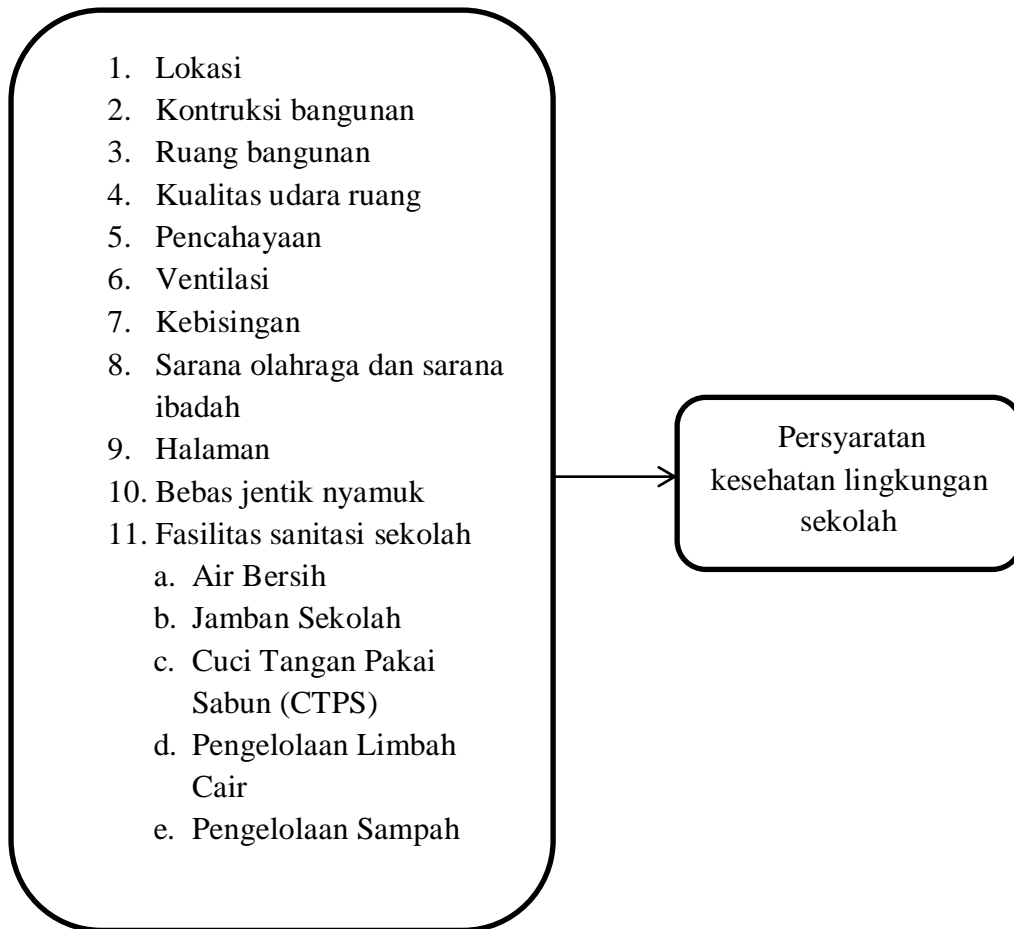 1. Lokasi
2. Kontruksi bangunan
3. Ruang bangunan
4. Kualitas udara ruang
5. Pencahayaan
6. Ventilasi
7. Kebisingan
8. Sarana olahraga dan sarana
ibadah
9. Halaman
10. Bebas jentik nyamuk
11. Fasilitas sanitasi sekolah
a. Air Bersih
b. Jamban Sekolah
c. Cuci Tangan Pakai
Sabun (CTPS)
d. Pengelolaan Limbah
Cair
e. Pengelolaan Sampah
Persyaratan
kesehatan lingkungan
sekolah